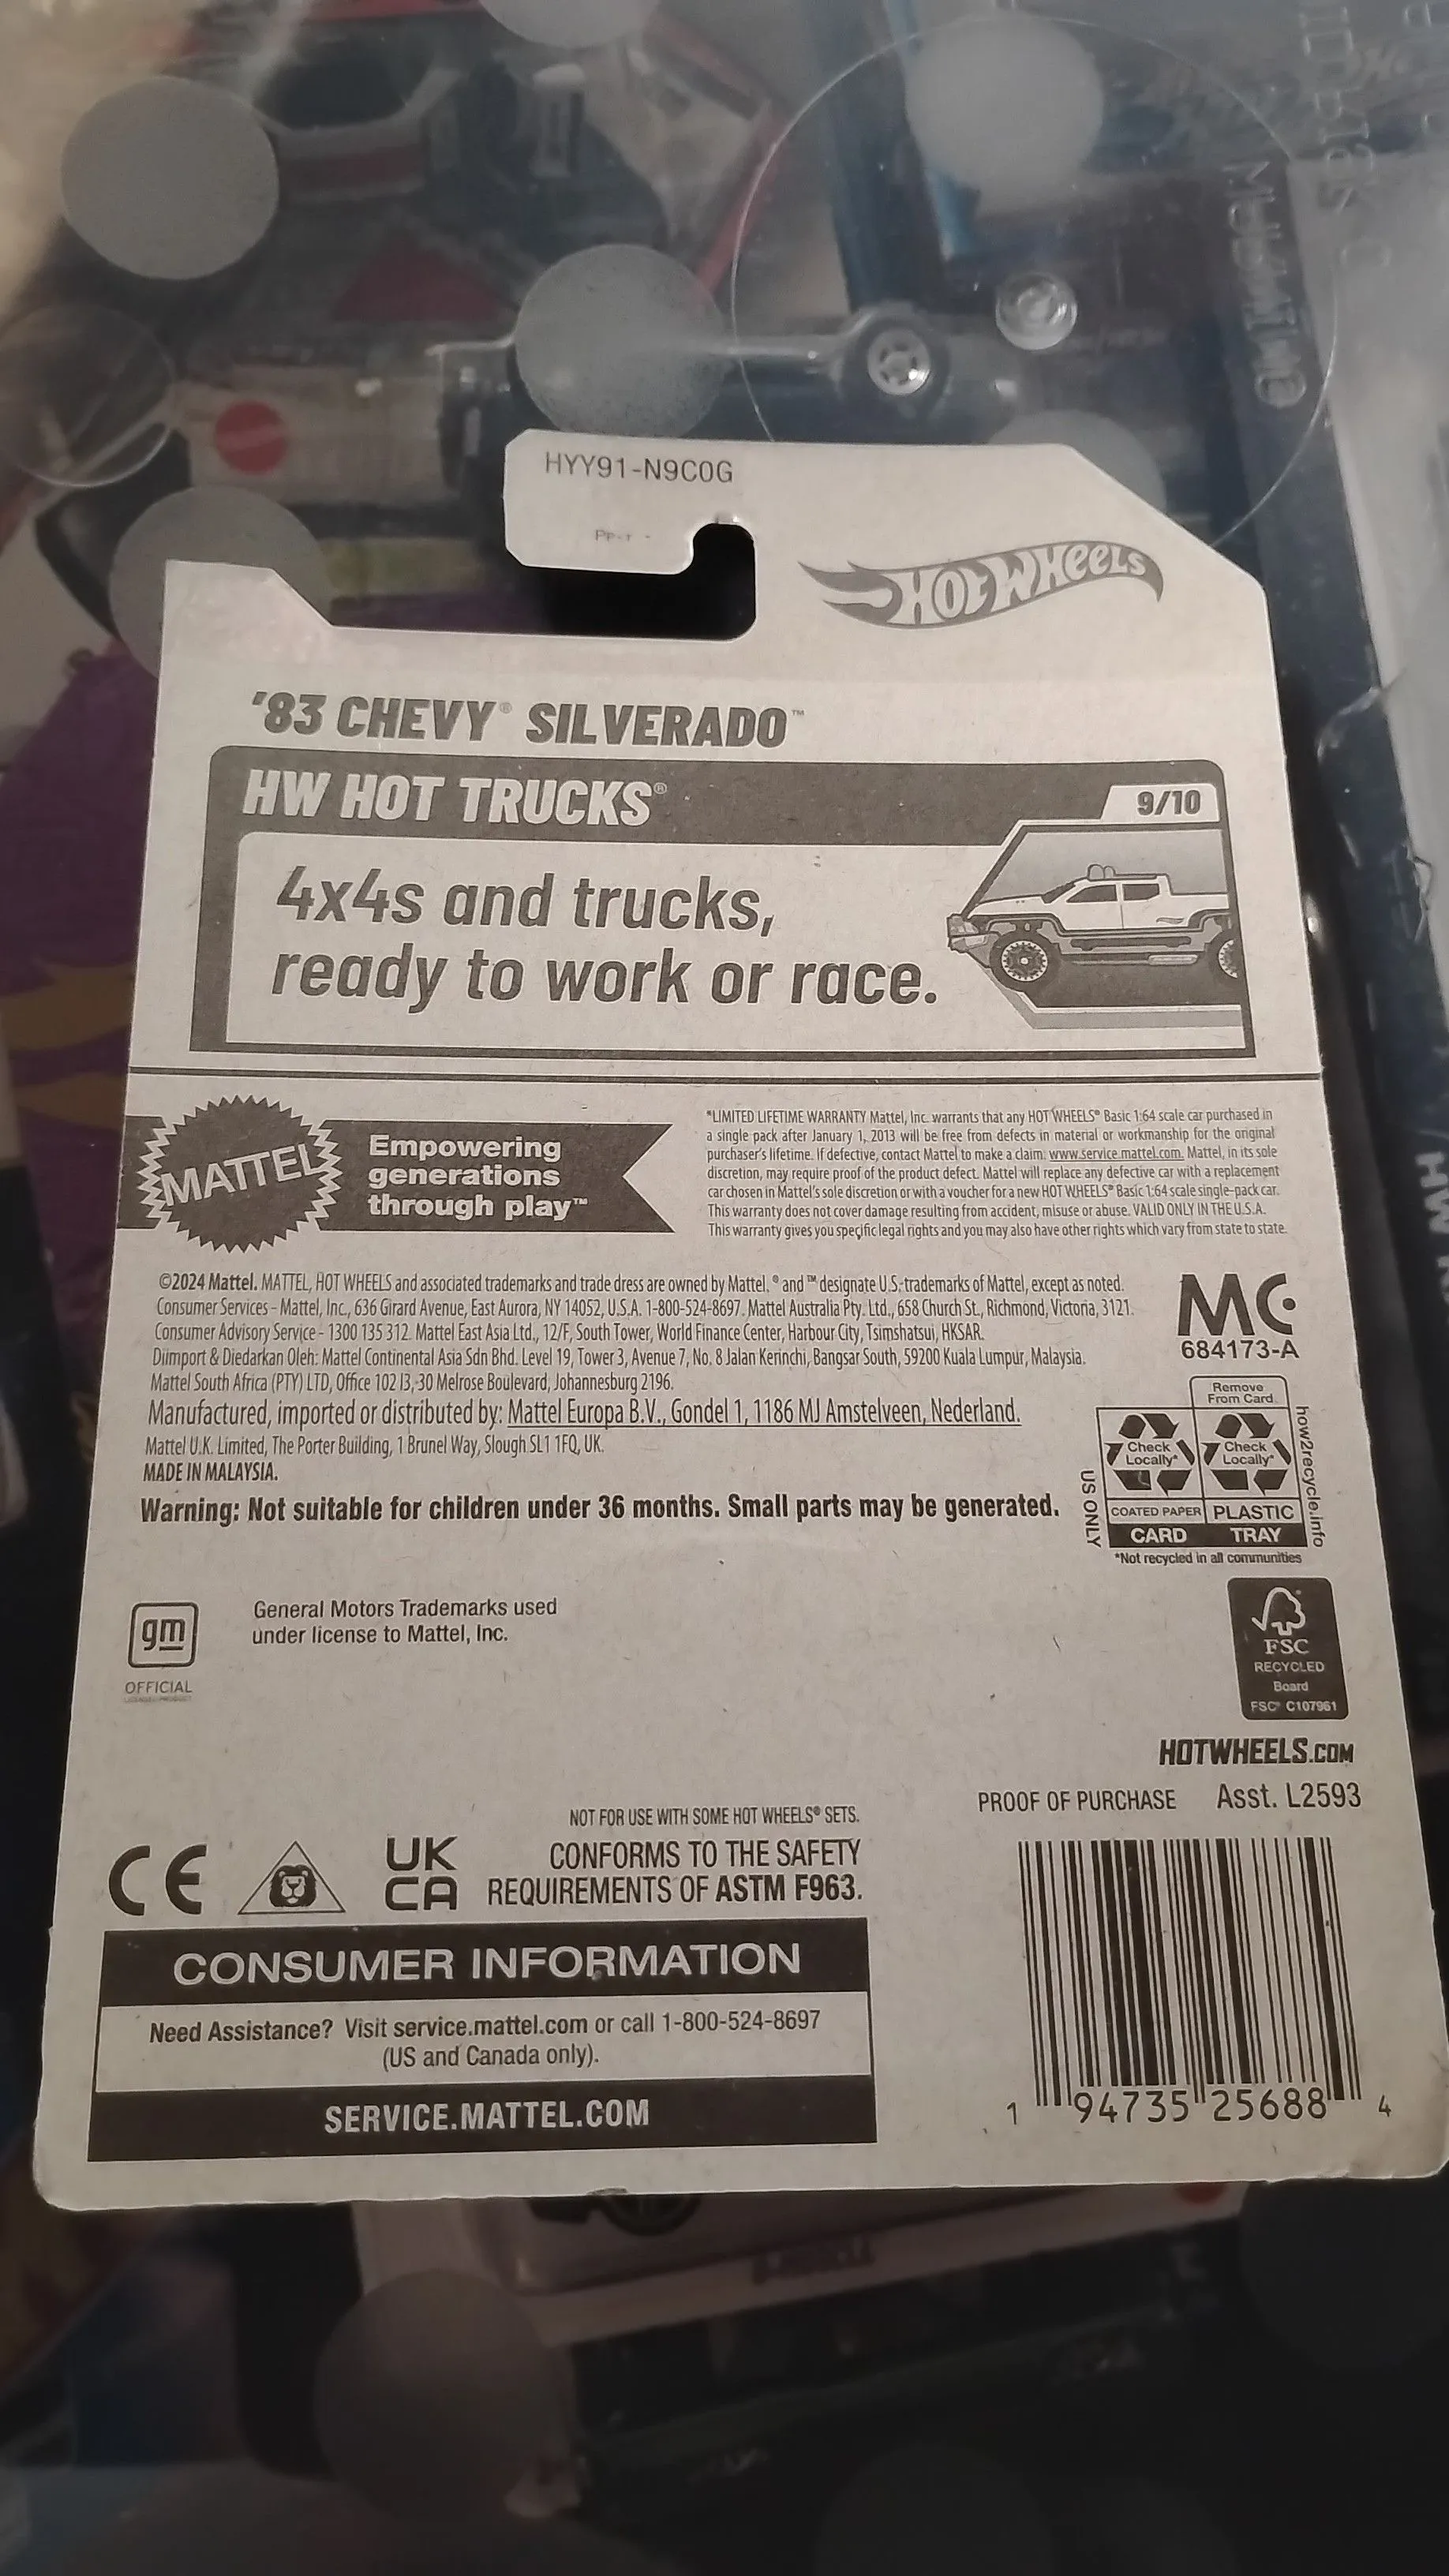 HYY91-N9C0G
HOT WHEELS
'83 CHEVY® SILVERADO™
HW HOT TRUCKS®
9/10
4x4s and trucks,
ready to work or race.
MATTEL
Empowering
generations
through play™
*LIMITED LIFETIME WARRANTY Mattel, Inc. warrants that any HOT WHEELS® Basic 1:64 scale car purchased in
a single pack after January 1, 2013 will be free from defects in material or workmanship for the original
purchaser's lifetime. If defective, contact Mattel to make a claim: www.service.mattel.com. Mattel, in its sole
discretion, may require proof of the product defect. Mattel will replace any defective car with a replacement
car chosen in Mattel's sole discretion or with a voucher for a new HOT WHEELS® Basic 1:64 scale single-pack car.
This warranty does not cover damage resulting from accident, misuse or abuse. VALID ONLY IN THE U.S.A.
This warranty gives you specific legal rights and you may also have other rights which vary from state to state.
©2024 Mattel. MATTEL, HOT WHEELS and associated trademarks and trade dress are owned by Mattel. ® and ™ designate U.S. trademarks of Mattel, except as noted.
Consumer Services - Mattel, Inc., 636 Girard Avenue, East Aurora, NY 14052, U.S.A. 1-800-524-8697. Mattel Australia Pty. Ltd., 658 Church St., Richmond, Victoria, 3121.
Consumer Advisory Service - 1300 135 312. Mattel East Asia Ltd., 12/F, South Tower, World Finance Center, Harbour City, Tsimshatsui, HKSAR.
Diimport & Diedarkan Oleh: Mattel Continental Asia Sdn Bhd. Level 19, Tower 3, Avenue 7, No. 8 Jalan Kerinchi, Bangsar South, 59200 Kuala Lumpur, Malaysia.
Mattel South Africa (PTY) LTD, Office 102 I3, 30 Melrose Boulevard, Johannesburg 2196.
Manufactured, imported or distributed by: Mattel Europa B.V., Gondel 1, 1186 MJ Amstelveen, Nederland.
Mattel U.K. Limited, The Porter Building, 1 Brunel Way, Slough SL1 1FQ, UK.
MADE IN MALAYSIA.
Warning: Not suitable for children under 36 months. Small parts may be generated.
MC
684173-A
Remove
From Card
Check
Locally*
Check
Locally*
COATED PAPER
PLASTIC
CARD
TRAY
US ONLY
how2recycle.info
*Not recycled in all communities
gm
OFFICIAL
LICENSED PRODUCT
General Motors Trademarks used
under license to Mattel, Inc.
FSC
RECYCLED
Board
FSC® C107961
HOTWHEELS.COM
PROOF OF PURCHASE Asst. L2593
NOT FOR USE WITH SOME HOT WHEELS® SETS.
CE
UK
CA
CONFORMS TO THE SAFETY
REQUIREMENTS OF ASTM F963.
CONSUMER INFORMATION
Need Assistance? Visit service.mattel.com or call 1-800-524-8697
(US and Canada only).
SERVICE.MATTEL.COM
1 94735 25688 4